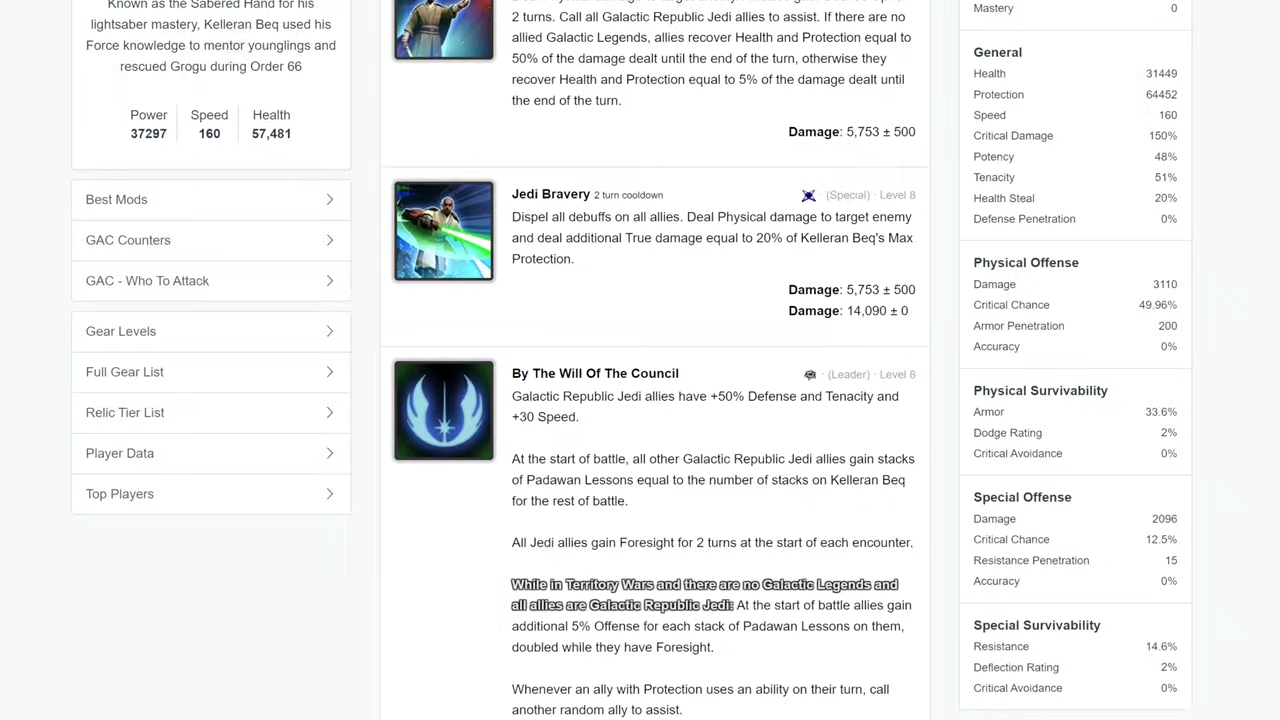 Known as the Sabered Hand for his
lightsaber mastery, Kelleran Beq used his
Force knowledge to mentor younglings and
rescued Grogu during Order 66
Power Speed Health
37297 160 57,481
Best Mods
GAC Counters
GAC - Who To Attack
Gear Levels
Full Gear List
Relic Tier List
Player Data
Top Players
2 turns. Call all Galactic Republic Jedi allies to assist. If there are no
allied Galactic Legends, allies recover Health and Protection equal to
50% of the damage dealt until the end of the turn, otherwise they
recover Health and Protection equal to 5% of the damage dealt until
the end of the turn.
Damage: 5,753 ± 500
Jedi Bravery 2 turn cooldown · (Special) · Level 8
Dispel all debuffs on all allies. Deal Physical damage to target enemy
and deal additional True damage equal to 20% of Kelleran Beq's Max
Protection.
Damage: 5,753 ± 500
Damage: 14,090 ± 0
By The Will Of The Council · (Leader) · Level 8
Galactic Republic Jedi allies have +50% Defense and Tenacity and
+30 Speed.
At the start of battle, all other Galactic Republic Jedi allies gain stacks
of Padawan Lessons equal to the number of stacks on Kelleran Beq
for the rest of battle.
All Jedi allies gain Foresight for 2 turns at the start of each encounter.
While in Territory Wars and there are no Galactic Legends and
all allies are Galactic Republic Jedi: At the start of battle allies gain
additional 5% Offense for each stack of Padawan Lessons on them,
doubled while they have Foresight.
Whenever an ally with Protection uses an ability on their turn, call
another random ally to assist.
Mastery 0
General
Health 31449
Protection 64452
Speed 160
Critical Damage 150%
Potency 48%
Tenacity 51%
Health Steal 20%
Defense Penetration 0%
Physical Offense
Damage 3110
Critical Chance 49.96%
Armor Penetration 200
Accuracy 0%
Physical Survivability
Armor 33.6%
Dodge Rating 2%
Critical Avoidance 0%
Special Offense
Damage 2096
Critical Chance 12.5%
Resistance Penetration 15
Accuracy 0%
Special Survivability
Resistance 14.6%
Deflection Rating 2%
Critical Avoidance 0%